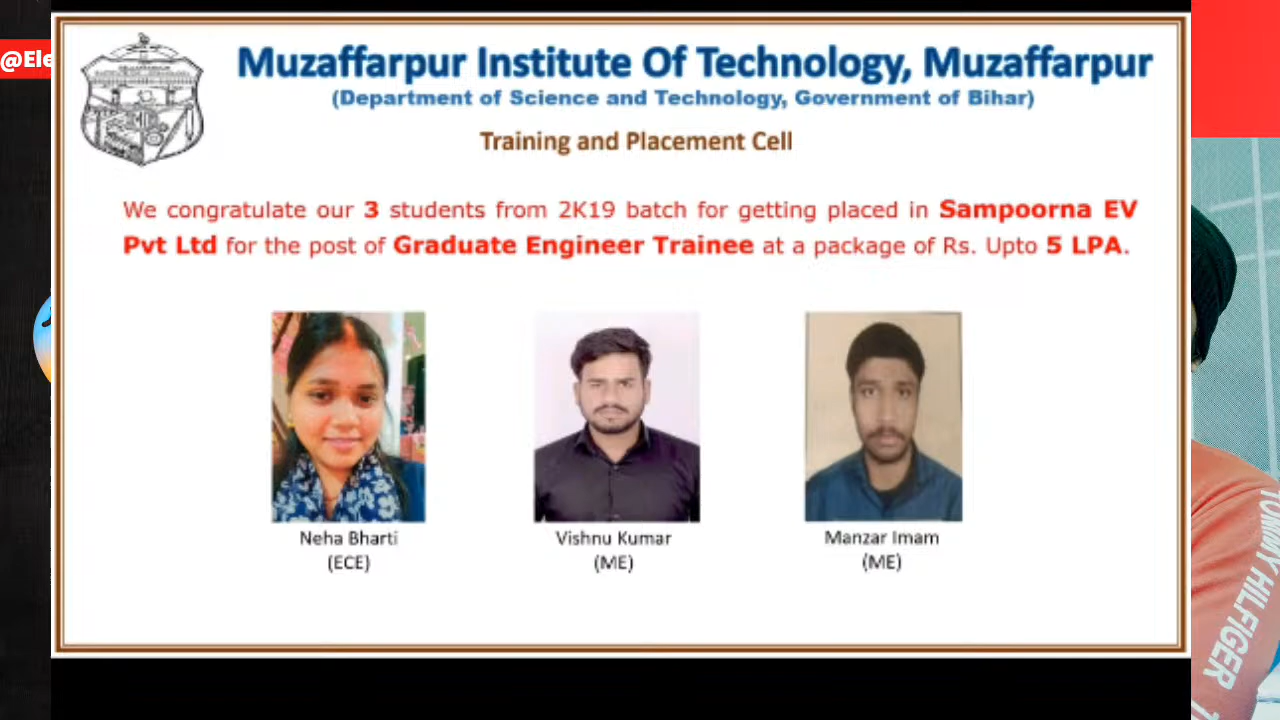 @Ele
Muzaffarpur Institute Of Technology, Muzaffarpur
(Department of Science and Technology, Government of Bihar)
Training and Placement Cell
We congratulate our 3 students from 2K19 batch for getting placed in Sampoorna EV
Pvt Ltd for the post of Graduate Engineer Trainee at a package of Rs. Upto 5 LPA.
Neha Bharti
(ECE)
Vishnu Kumar
(ME)
Manzar Imam
(ME)
TOMMY HILFIGER